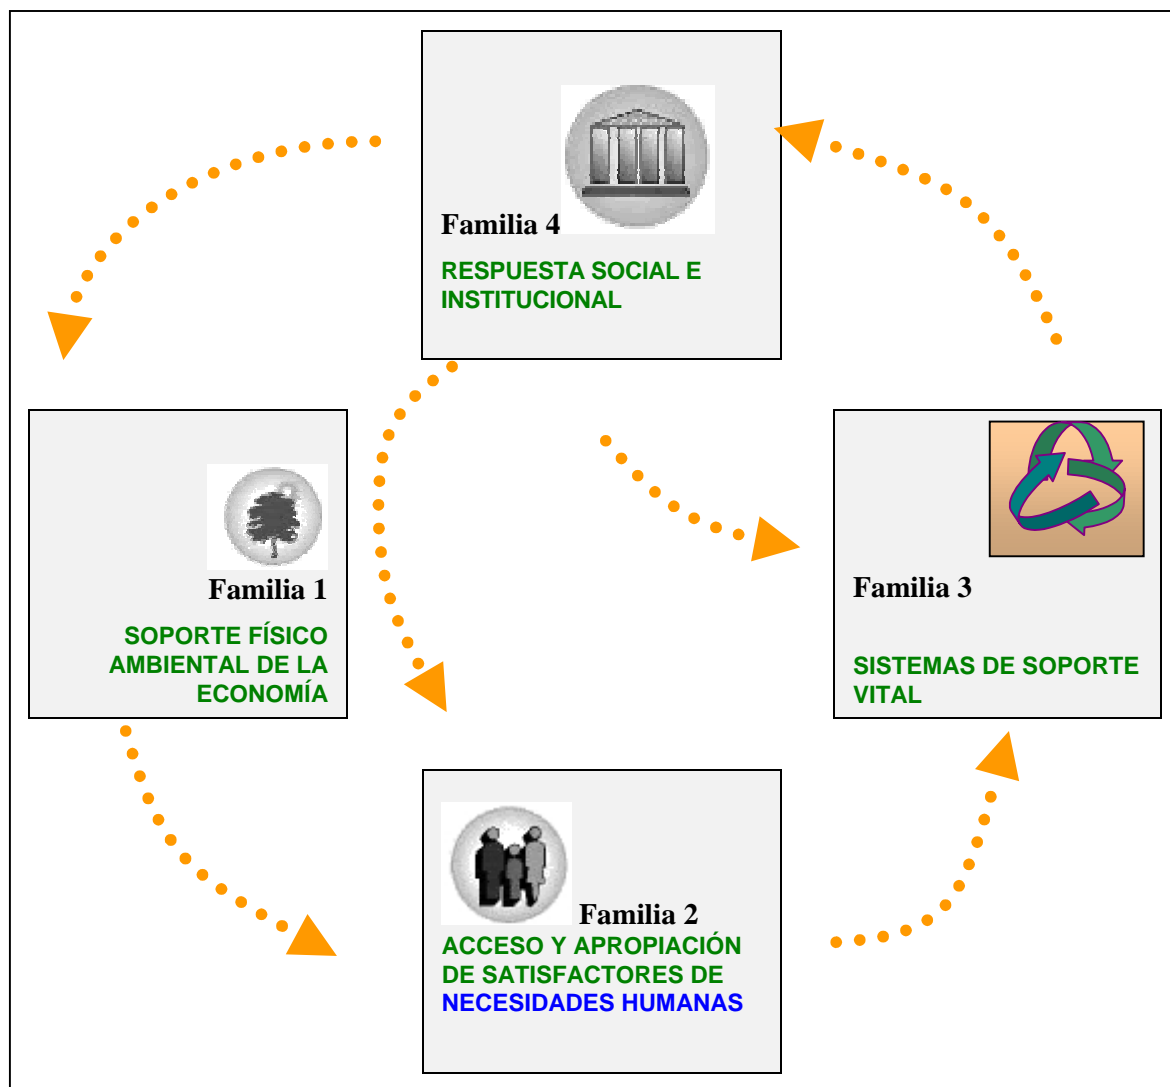 Familia 4
RESPUESTA SOCIAL E
INSTITUCIONAL
Familia 1
SOPORTE FÍSICO
AMBIENTAL DE LA
ECONOMÍA
Familia 3
SISTEMAS DE SOPORTE
VITAL
Familia 2
ACCESO Y APROPIACIÓN
DE SATISFACTORES DE
NECESIDADES HUMANAS